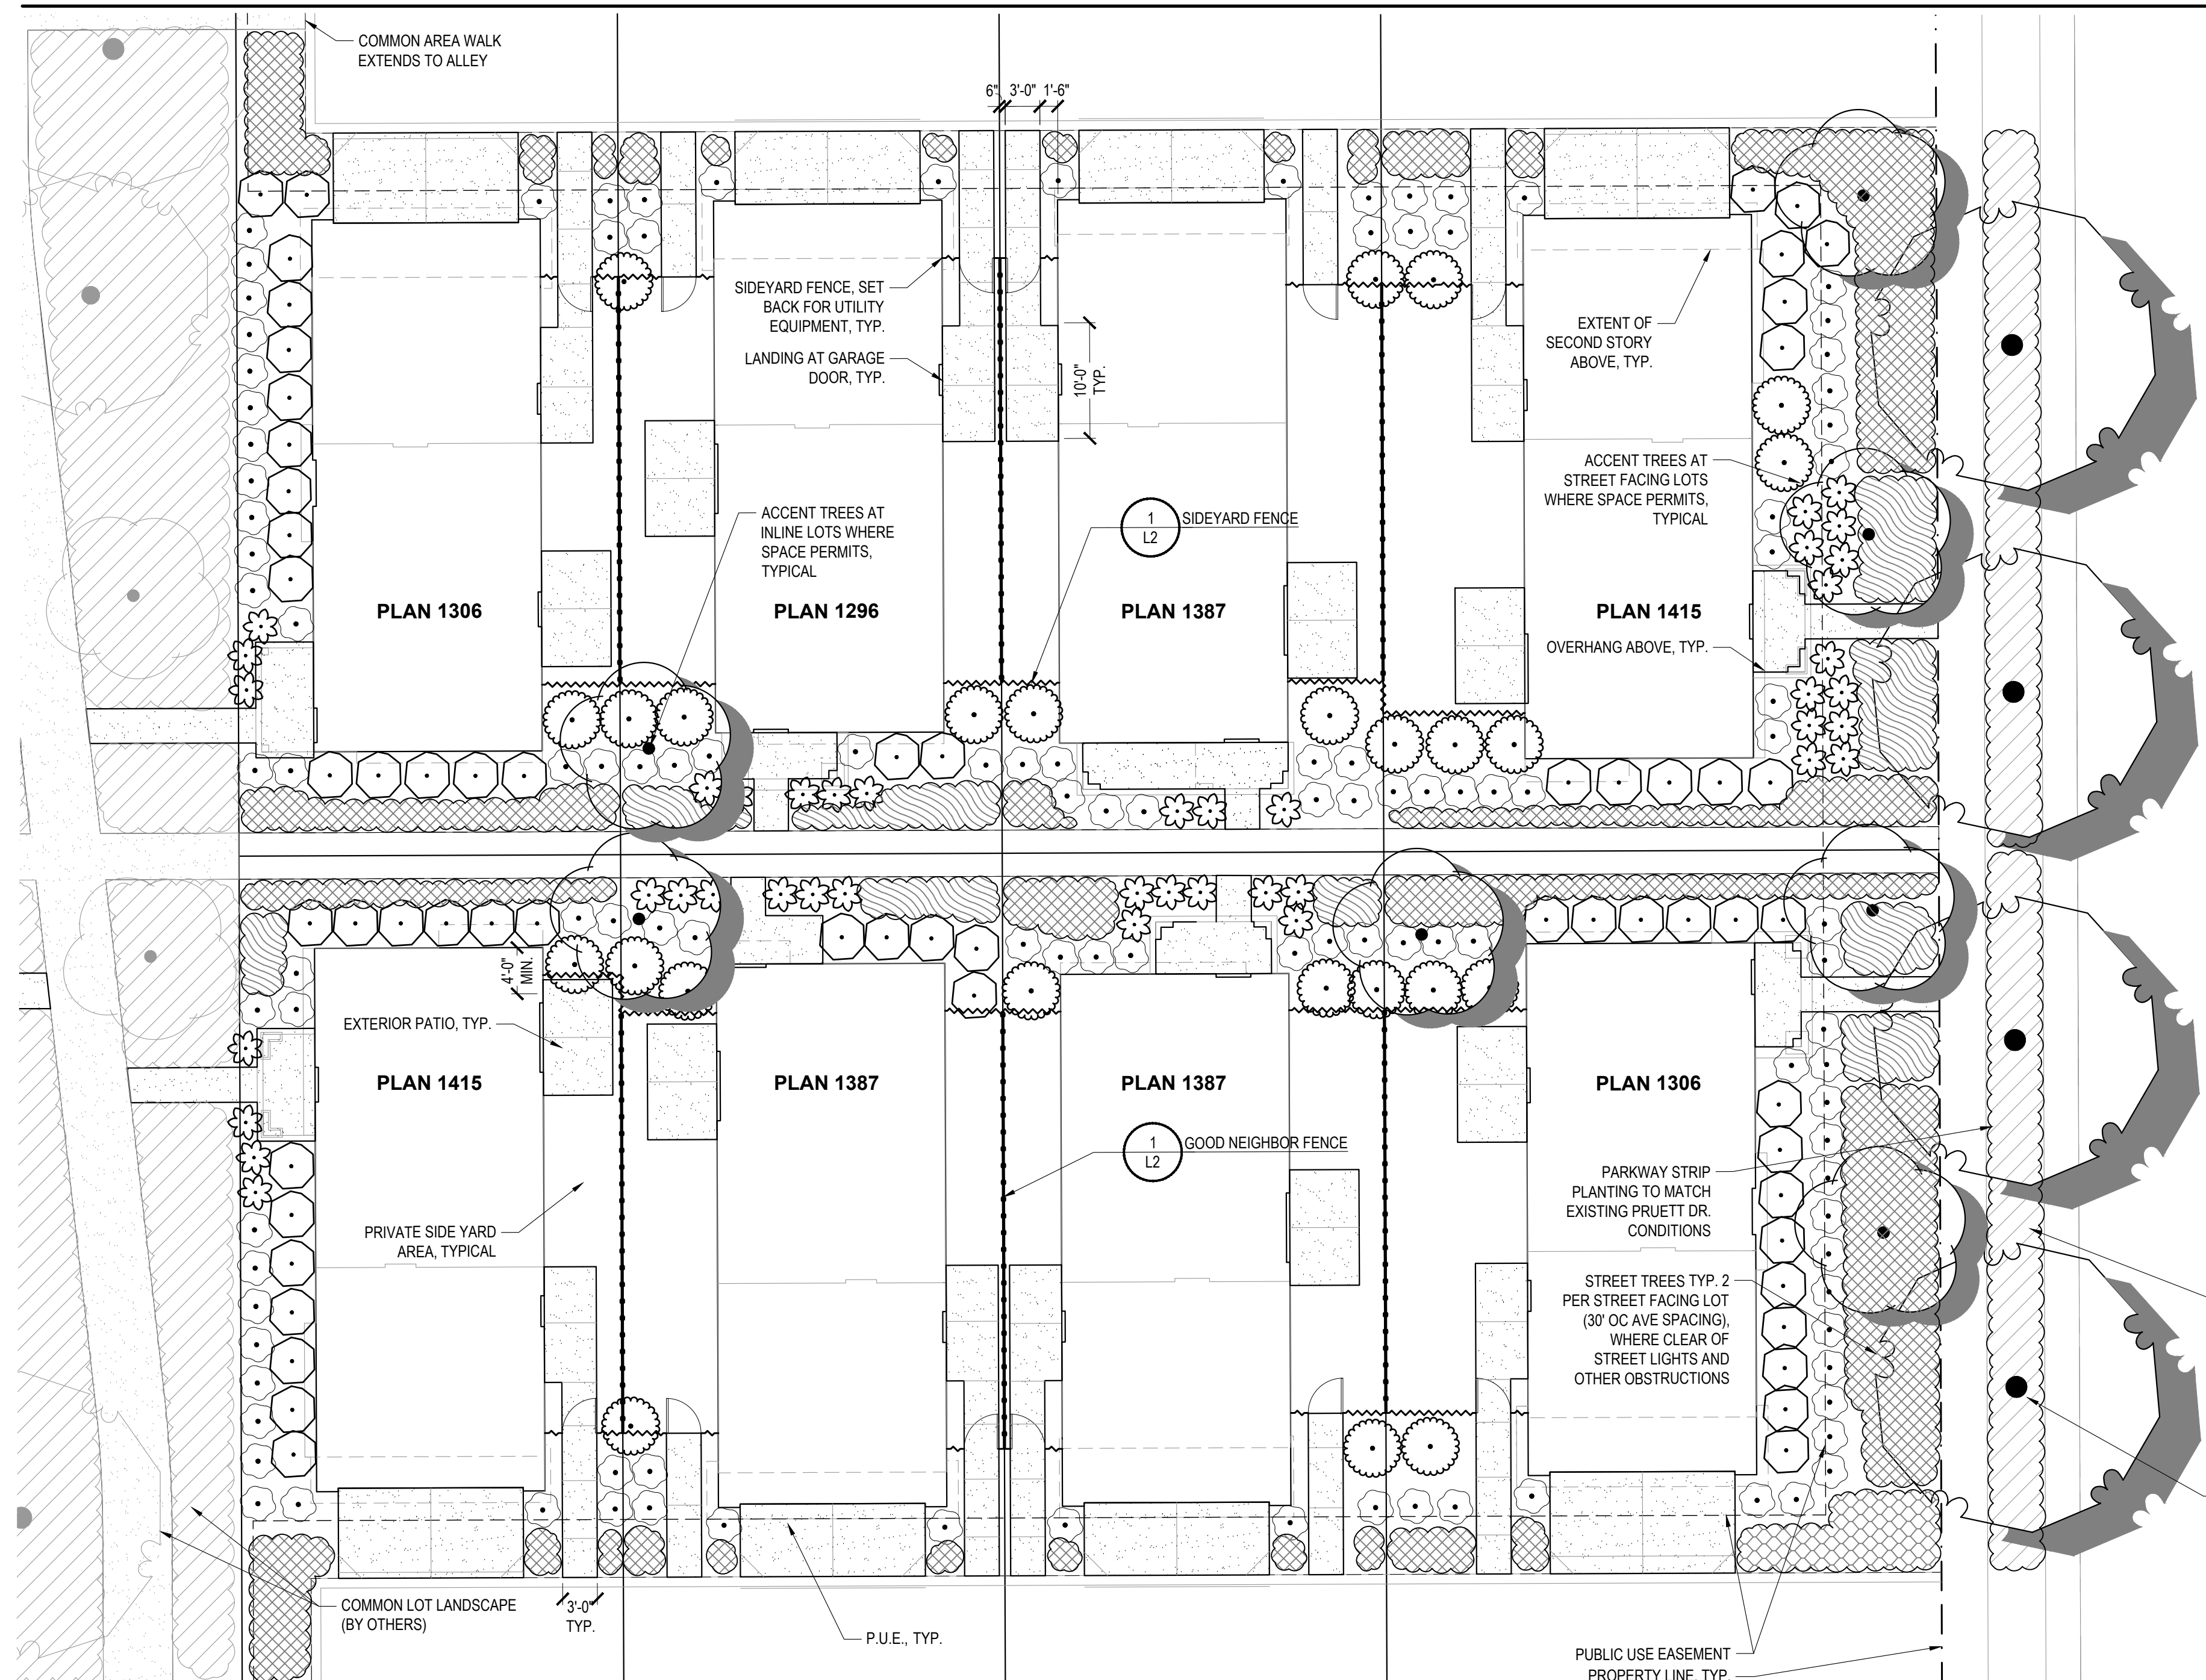 COMMON AREA WALK
EXTENDS TO ALLEY
6"
3'-0"
1'-6"
SIDEYARD FENCE, SET
BACK FOR UTILITY
EQUIPMENT, TYP.
LANDING AT GARAGE
DOOR, TYP.
10'-0"
TYP.
EXTENT OF
SECOND STORY
ABOVE, TYP.
ACCENT TREES AT
STREET FACING LOTS
WHERE SPACE PERMITS,
TYPICAL
ACCENT TREES AT
INLINE LOTS WHERE
SPACE PERMITS,
TYPICAL
1
L2
SIDEYARD FENCE
PLAN 1306
PLAN 1296
PLAN 1387
PLAN 1415
OVERHANG ABOVE, TYP.
4'-0"
MIN.
EXTERIOR PATIO, TYP.
PLAN 1415
PLAN 1387
PLAN 1387
PLAN 1306
1
L2
GOOD NEIGHBOR FENCE
PARKWAY STRIP
PLANTING TO MATCH
EXISTING PRUETT DR.
CONDITIONS
PRIVATE SIDE YARD
AREA, TYPICAL
STREET TREES TYP. 2
PER STREET FACING LOT
(30' OC AVE SPACING),
WHERE CLEAR OF
STREET LIGHTS AND
OTHER OBSTRUCTIONS
COMMON LOT LANDSCAPE
(BY OTHERS)
3'-0"
TYP.
P.U.E., TYP.
PUBLIC USE EASEMENT
PROPERTY LINE, TYP.